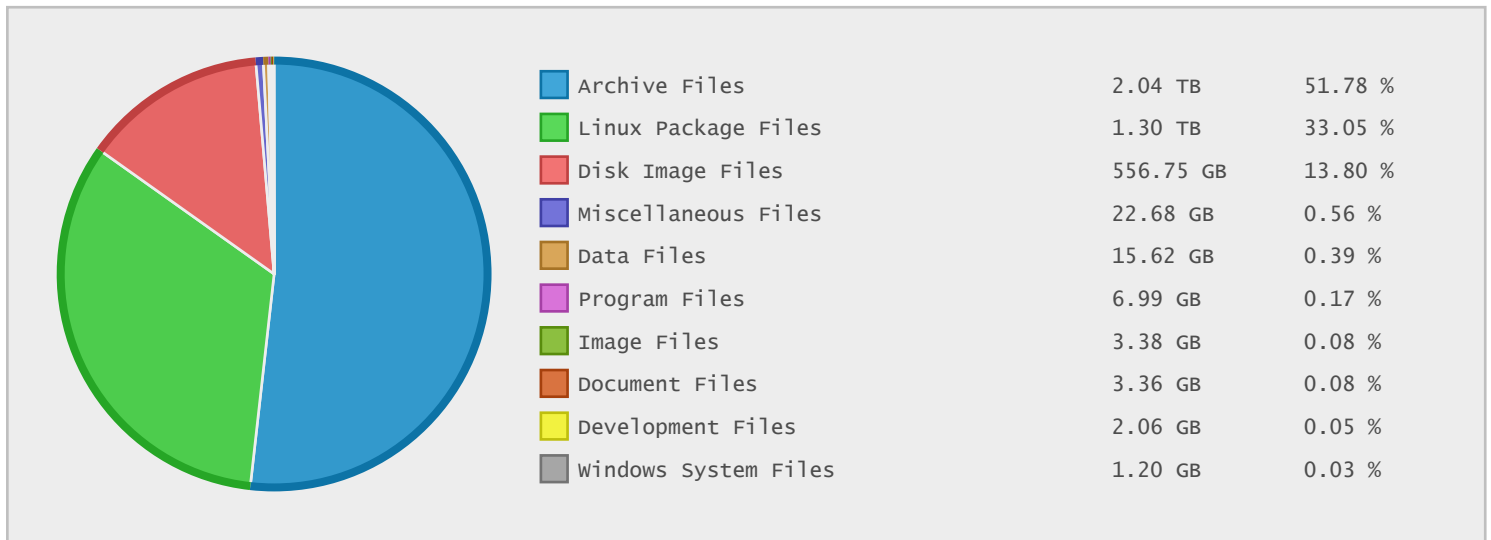 Archive Files 2.04 TB 51.78 %
Linux Package Files 1.30 TB 33.05 %
Disk Image Files 556.75 GB 13.80 %
Miscellaneous Files 22.68 GB 0.56 %
Data Files 15.62 GB 0.39 %
Program Files 6.99 GB 0.17 %
Image Files 3.38 GB 0.08 %
Document Files 3.36 GB 0.08 %
Development Files 2.06 GB 0.05 %
Windows System Files 1.20 GB 0.03 %